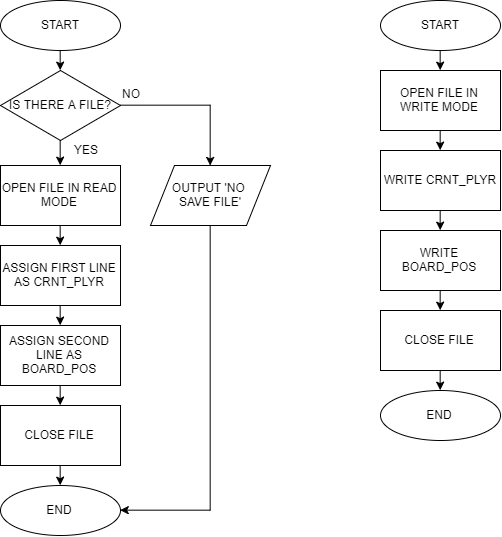 START
IS THERE A FILE?
NO
YES
OPEN FILE IN READ
MODE
OUTPUT 'NO
SAVE FILE'
ASSIGN FIRST LINE
AS CRNT_PLYR
ASSIGN SECOND
LINE AS
BOARD_POS
CLOSE FILE
END
START
OPEN FILE IN
WRITE MODE
WRITE CRNT_PLYR
WRITE
BOARD_POS
CLOSE FILE
END